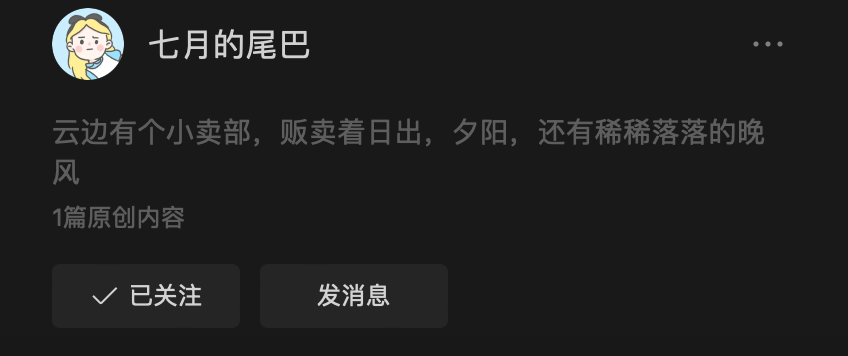 七月的尾巴
云边有个小卖部，贩卖着日出，夕阳，还有稀稀落落的晚
风
1篇原创内容
已关注
发消息